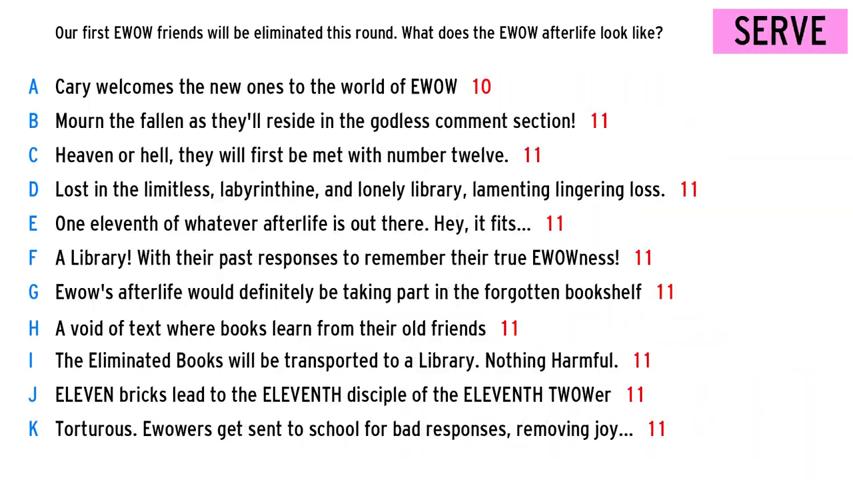 Our first EWOW friends will be eliminated this round. What does the EWOW afterlife look like?
SERVE
A Cary welcomes the new ones to the world of EWOW 10
B Mourn the fallen as they'll reside in the godless comment section! 11
C Heaven or hell, they will first be met with number twelve. 11
D Lost in the limitless, labyrinthine, and lonely library, lamenting lingering loss. 11
E One eleventh of whatever afterlife is out there. Hey, it fits... 11
F A Library! With their past responses to remember their true EWOWness! 11
G Ewow's afterlife would definitely be taking part in the forgotten bookshelf 11
H A void of text where books learn from their old friends 11
I The Eliminated Books will be transported to a Library. Nothing Harmful. 11
J ELEVEN bricks lead to the ELEVENTH disciple of the ELEVENTH TWOWer 11
K Torturous. Ewowers get sent to school for bad responses, removing joy... 11